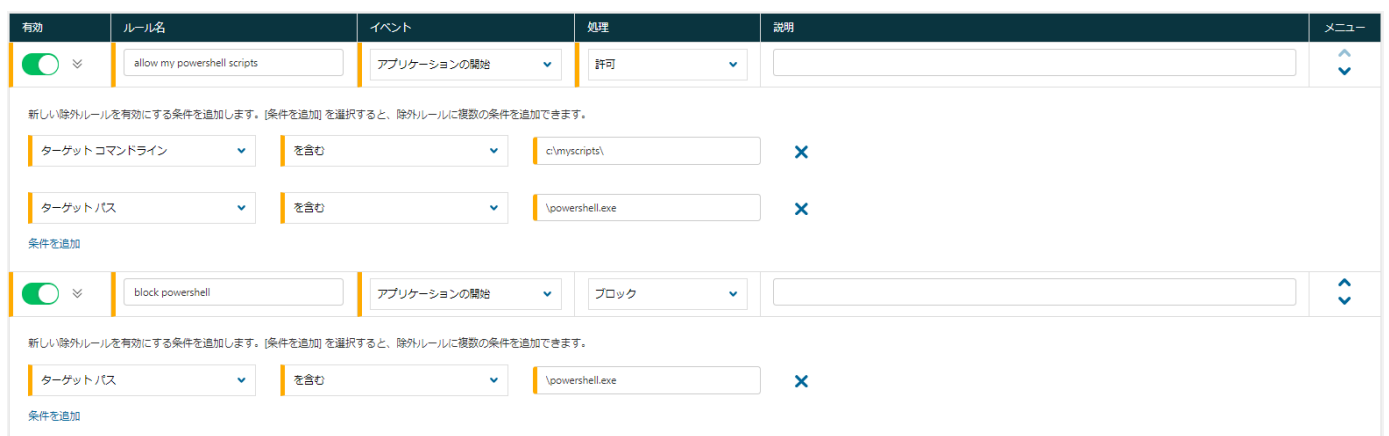 有効 ルール名 イベント 処理 説明 メニュー
allow my powershell scripts アプリケーションの開始 許可
新しい除外ルールを有効にする条件を追加します。[条件を追加] を選択すると、除外ルールに複数の条件を追加できます。
ターゲット コマンドライン を含む c:\myscripts\
ターゲット パス を含む \powershell.exe
条件を追加
block powershell アプリケーションの開始 ブロック
新しい除外ルールを有効にする条件を追加します。[条件を追加] を選択すると、除外ルールに複数の条件を追加できます。
ターゲット パス を含む \powershell.exe
条件を追加